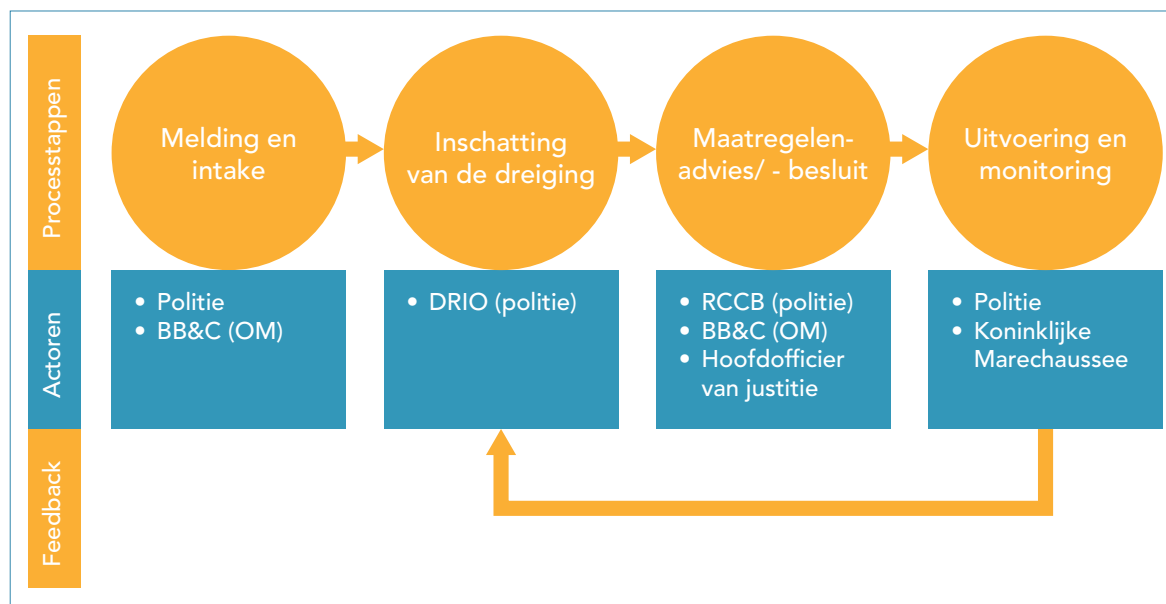 Processtappen
Melding en
intake
Inschatting
van de dreiging
Maatregelen-
advies/ - besluit
Uitvoering en
monitoring
Actoren
• Politie
• BB&C (OM)
• DRIO (politie)
• RCCB (politie)
• BB&C (OM)
• Hoofdofficier
van justitie
• Politie
• Koninklijke
Marechaussee
Feedback